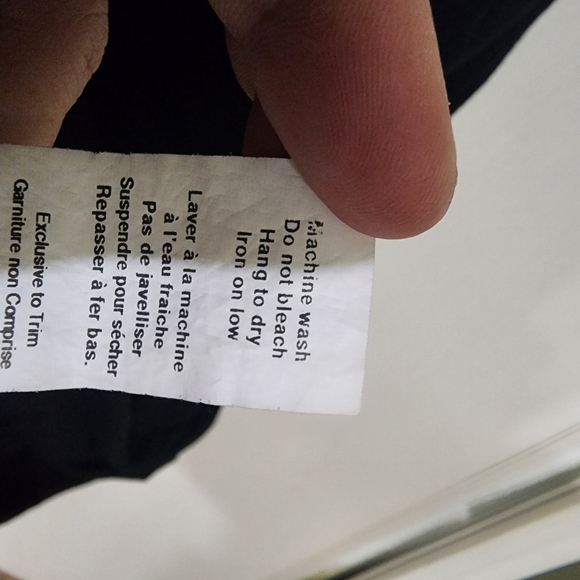 Machine wash
Do not bleach
Hang to dry
Iron on low
Laver à la machine
à l'eau fraiche
Pas de javelliser
Suspendre pour sécher
Repasser à fer bas.
Exclusive to Trim
Garniture non Comprise